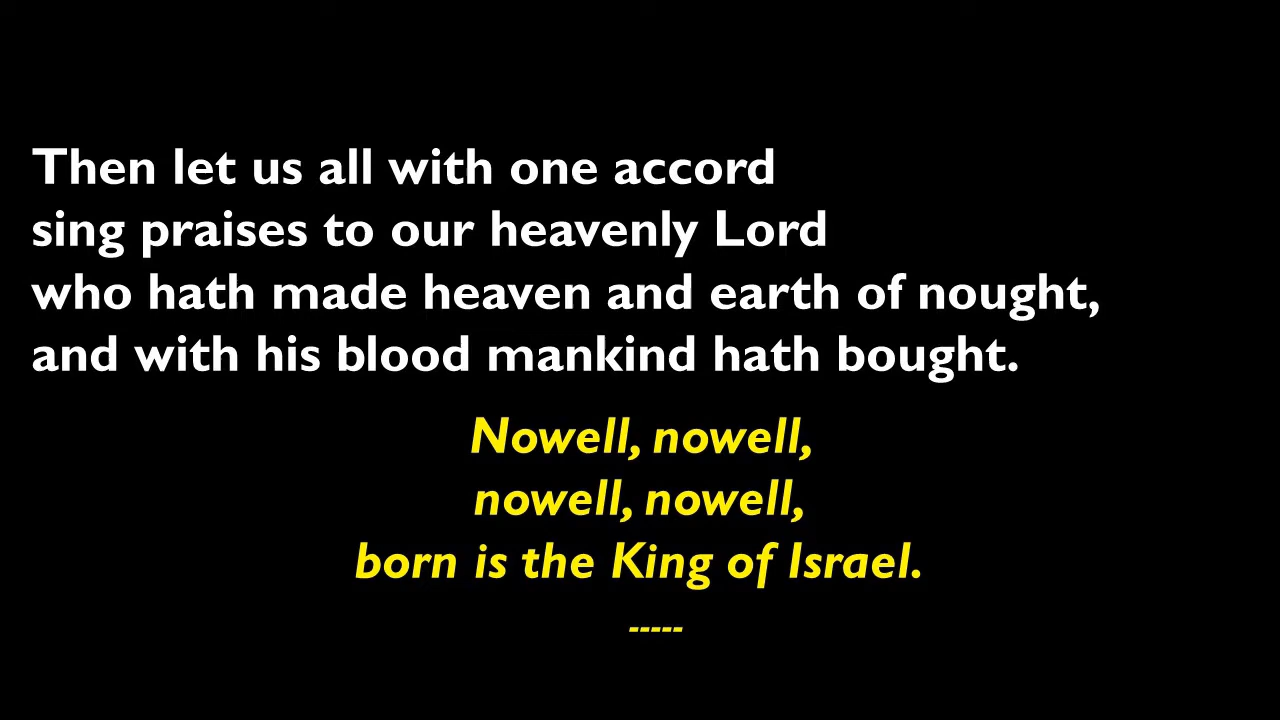 Then let us all with one accord
sing praises to our heavenly Lord
who hath made heaven and earth of nought,
and with his blood mankind hath bought.
Nowell, nowell,
nowell, nowell,
born is the King of Israel.
-----